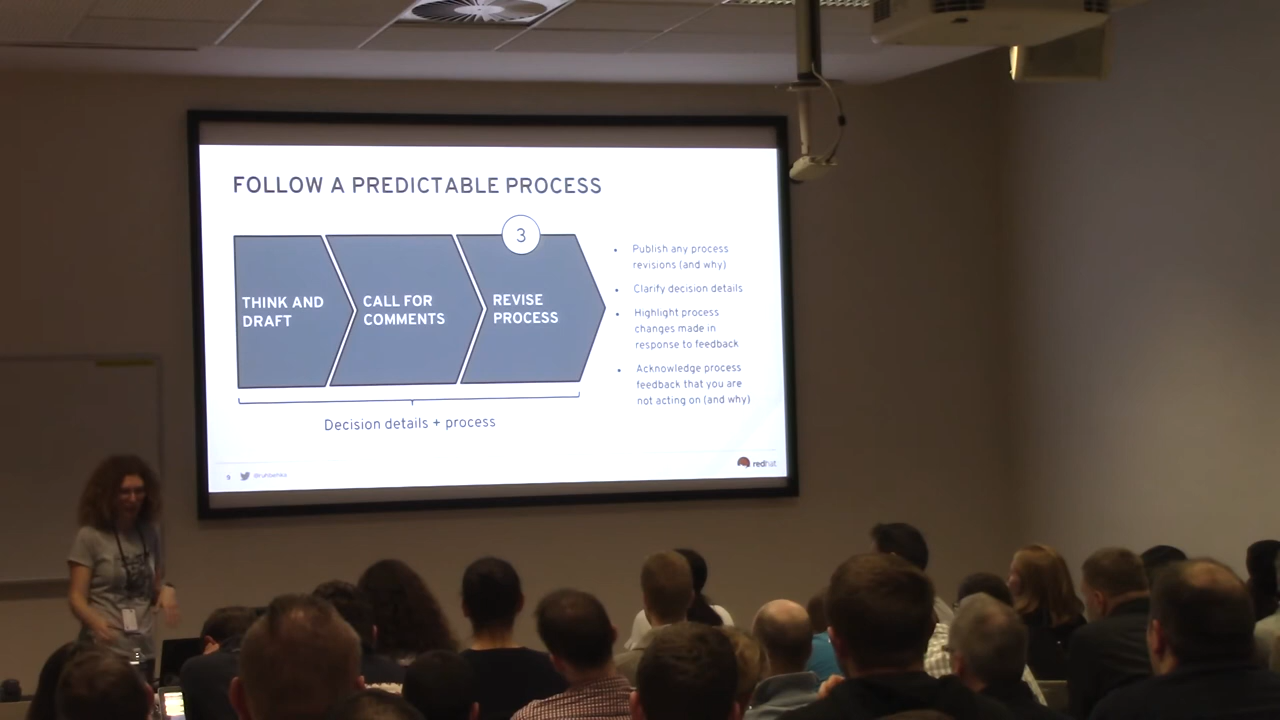 FOLLOW A PREDICTABLE PROCESS
3
THINK AND
DRAFT
CALL FOR
COMMENTS
REVISE
PROCESS
Decision details + process
Publish any process
revisions (and why)
Clarify decision details
Highlight process
changes made in
response to feedback
Acknowledge process
feedback that you are
not acting on (and why)
9
redhat